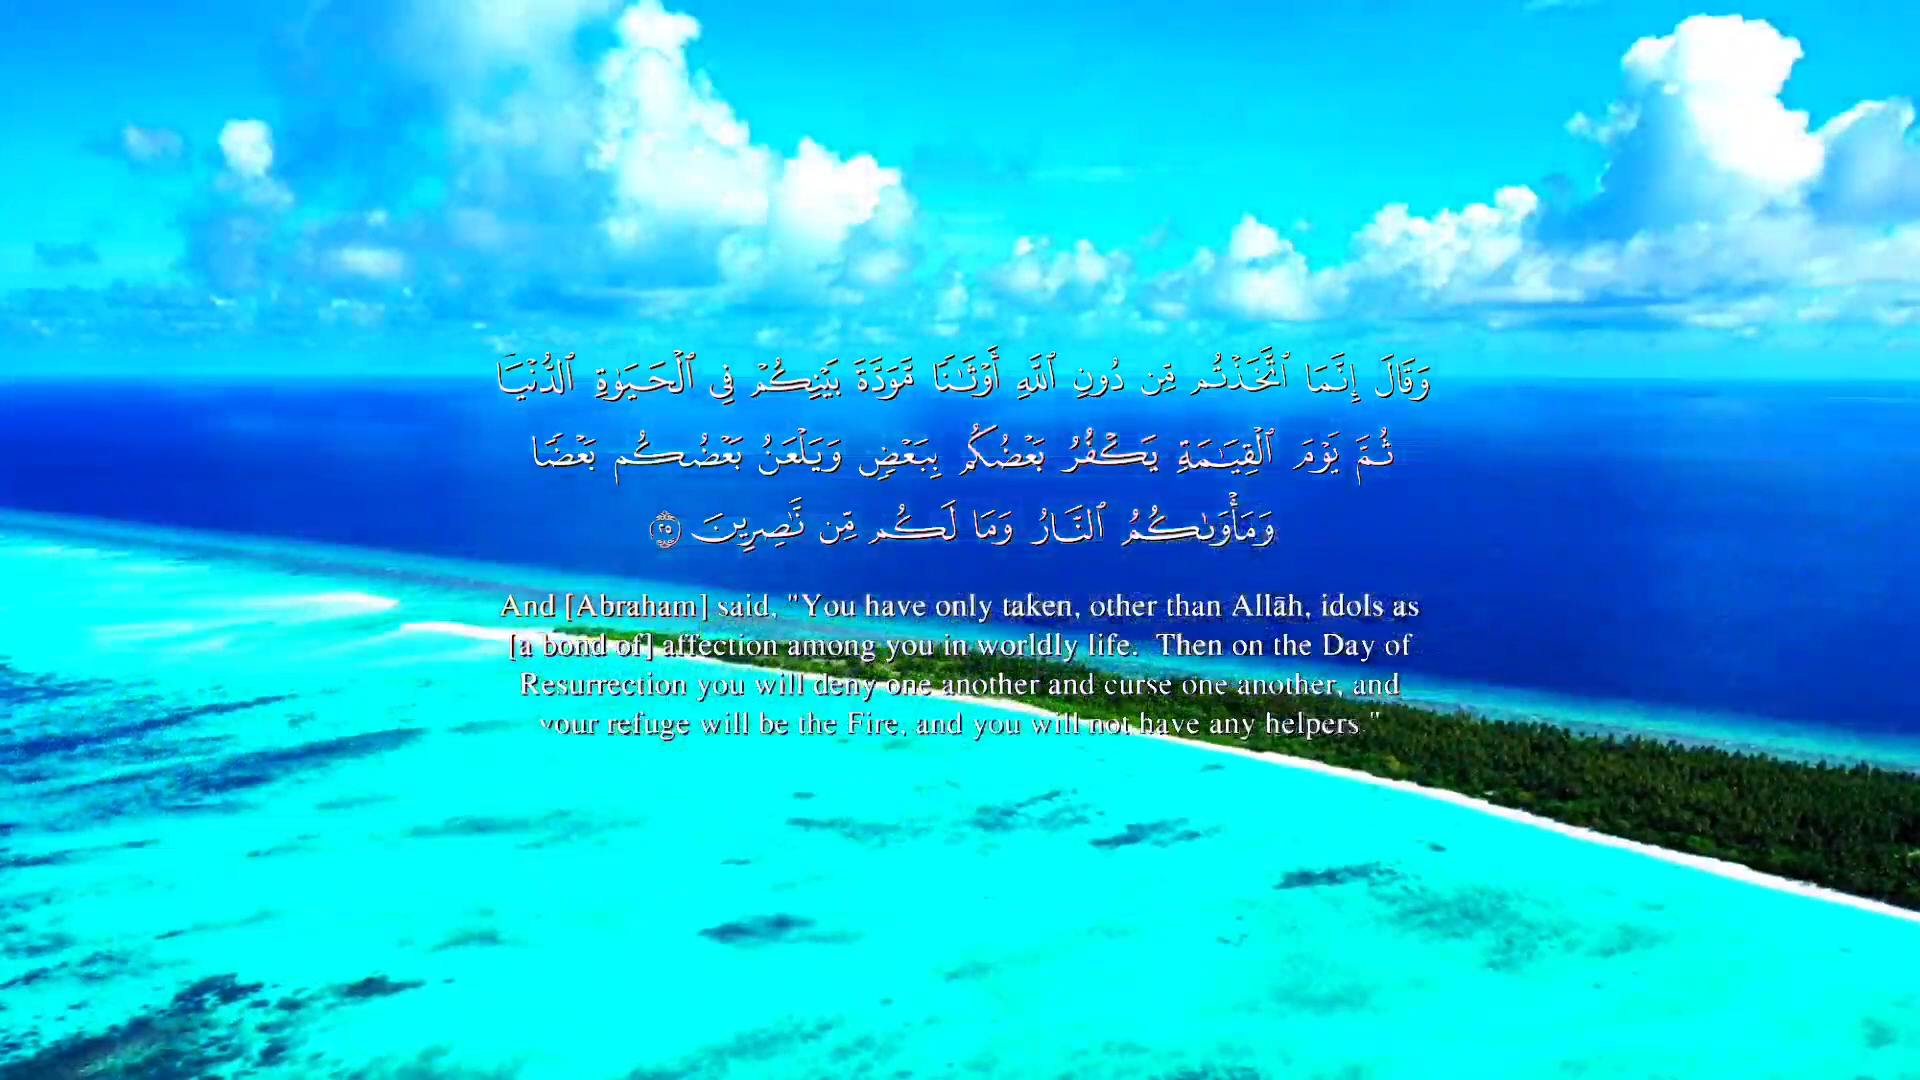 وَقَالَ إِنَّمَا ٱتَّخَذْتُم مِّن دُونِ ٱللَّهِ أَوْثَـٰنًا مَّوَدَّةَ بَيْنِكُمْ فِى ٱلْحَيَوٰةِ ٱلدُّنْيَا
ثُمَّ يَوْمَ ٱلْقِيَـٰمَةِ يَكْفُرُ بَعْضُكُم بِبَعْضٍ وَيَلْعَنُ بَعْضُكُم بَعْضًا
وَمَأْوَىٰكُمُ ٱلنَّارُ وَمَا لَكُم مِّن نَّـٰصِرِينَ ٢٥
And [Abraham] said, "You have only taken, other than Allāh, idols as
[a bond of] affection among you in worldly life. Then on the Day of
Resurrection you will deny one another and curse one another, and
your refuge will be the Fire, and you will not have any helpers."